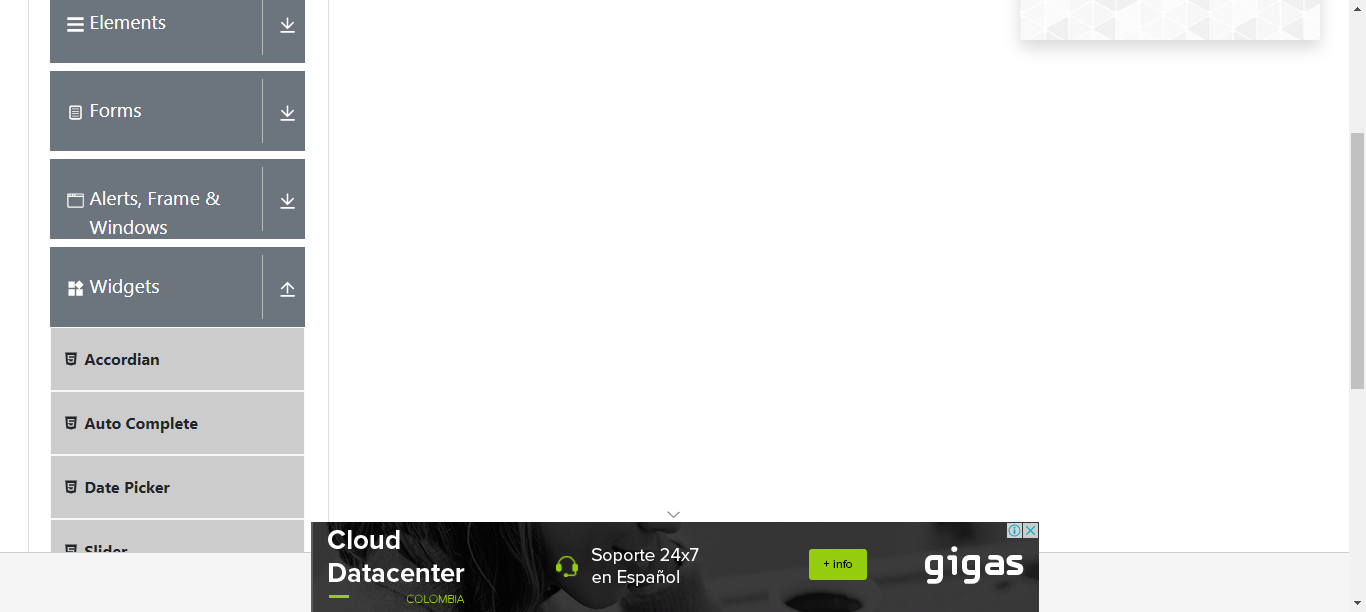 Elements
Forms
Alerts, Frame &
Windows
Widgets
Accordian
Auto Complete
Date Picker
Slider
Cloud
Datacenter
COLOMBIA
Soporte 24x7
en Español
+ info
gigas